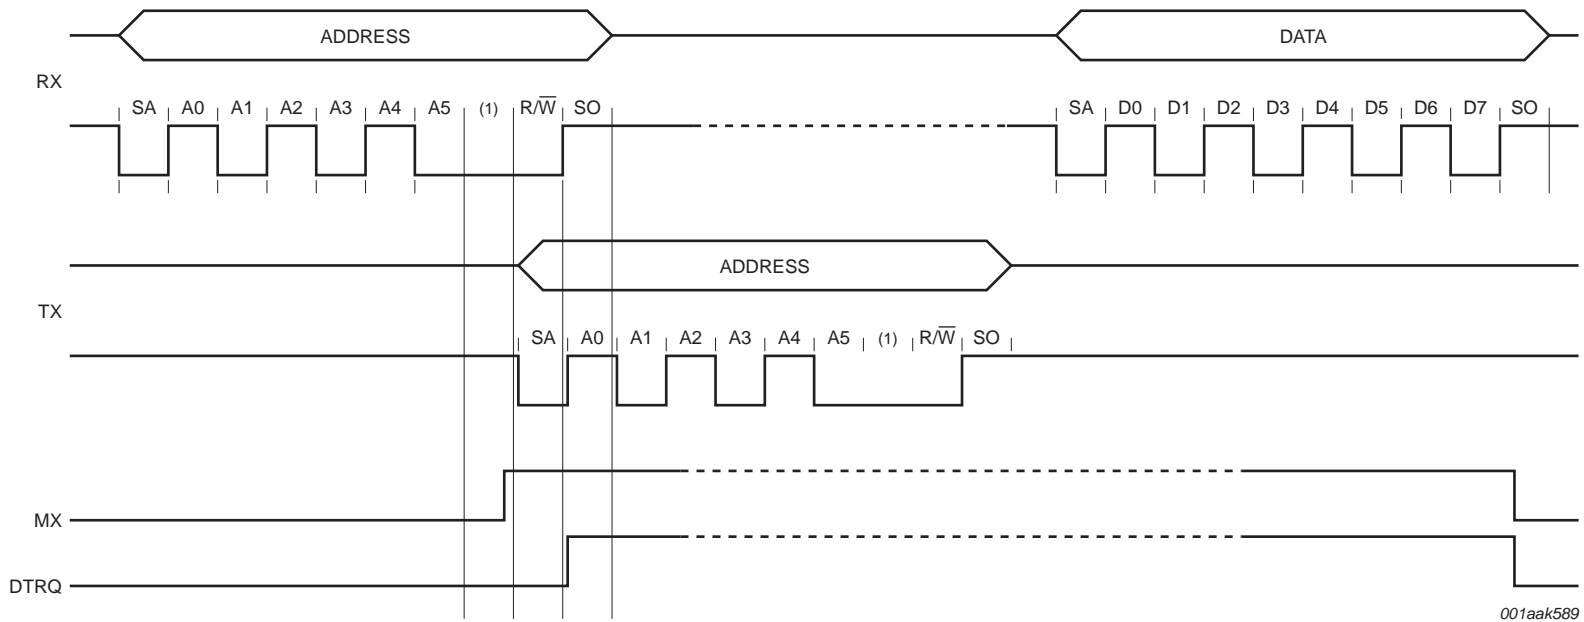 ADDRESS DATA
RX
SA A0 A1 A2 A3 A4 A5 (1) R/W̅ SO SA D0 D1 D2 D3 D4 D5 D6 D7 SO
ADDRESS
TX
SA A0 A1 A2 A3 A4 A5 (1) R/W̅ SO
MX
DTRQ
001aak589